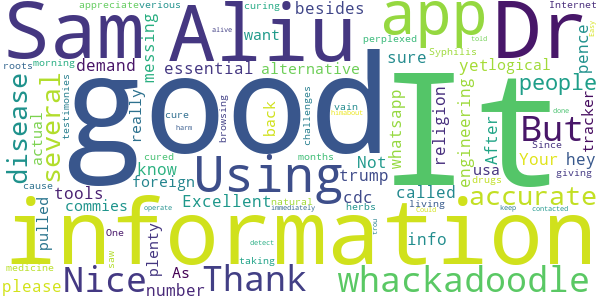 appreciate verious curing besides app Dr Internet Easy
Sam Aliu want
roots morning demand messing perplexed sure pence
essential alternative Syphilis told yetlogical
testimonies good It people
disease several actual really cure harm browsing back challenges vain whatsapp religion engineering After But tracker
cured months Not Your hey
know Using trump Since done
cause tools foreign cdc usa drugs giving
commies Excellent natural called living accurate
pulled operate immediately herbs info keep contacted
information
One plenty saw taking detect
medicine Nice As Thank
please number whackadoodle
alive Could